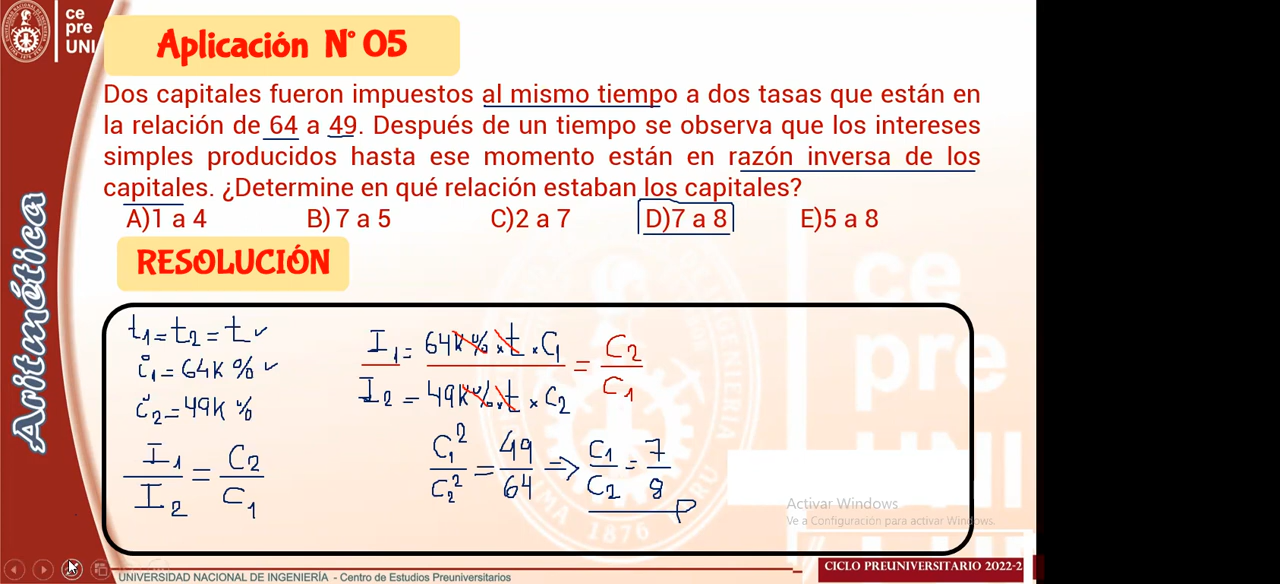 ce
pre
UNI
Aplicación N° 05
Dos capitales fueron impuestos al mismo tiempo a dos tasas que están en
la relación de 64 a 49. Después de un tiempo se observa que los intereses
simples producidos hasta ese momento están en razón inversa de los
capitales. ¿Determine en qué relación estaban los capitales?
A)1 a 4 B) 7 a 5 C)2 a 7 D)7 a 8 E)5 a 8
RESOLUCIÓN
Aritmética
t₁=t₂=t ✓
i₁=64K % ✓
i₂=49K %
I₁/I₂ = C₂/C₁
I₁ = 64K%.t × C₁
I₂ = 49K%.t × C₂
= C₂/C₁
C₁²/C₂² = 49/64 => C₁/C₂ = 7/8
ce
pre
1876
Activar Windows
Ve a Configuración para activar Windows.
UNIVERSIDAD NACIONAL DE INGENIERÍA - Centro de Estudios Preuniversitarios
CICLO PREUNIVERSITARIO 2022-2